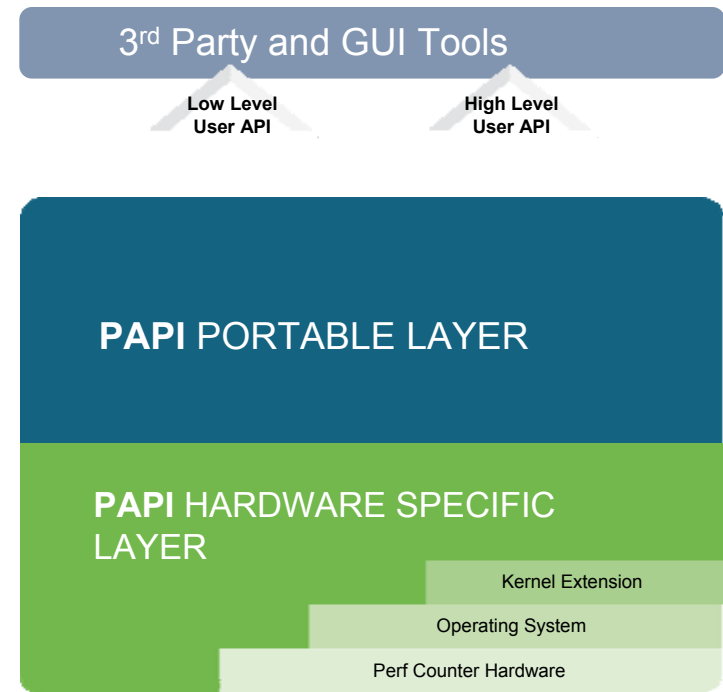 3rd Party and GUI Tools
Low Level
User API
High Level
User API
PAPI PORTABLE LAYER
PAPI HARDWARE SPECIFIC
LAYER
Kernel Extension
Operating System
Perf Counter Hardware